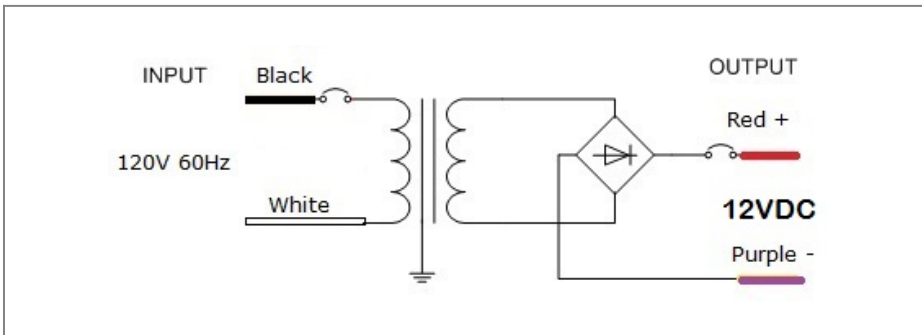 INPUT
Black
120V 60Hz
White
OUTPUT
Red +
12VDC
Purple -